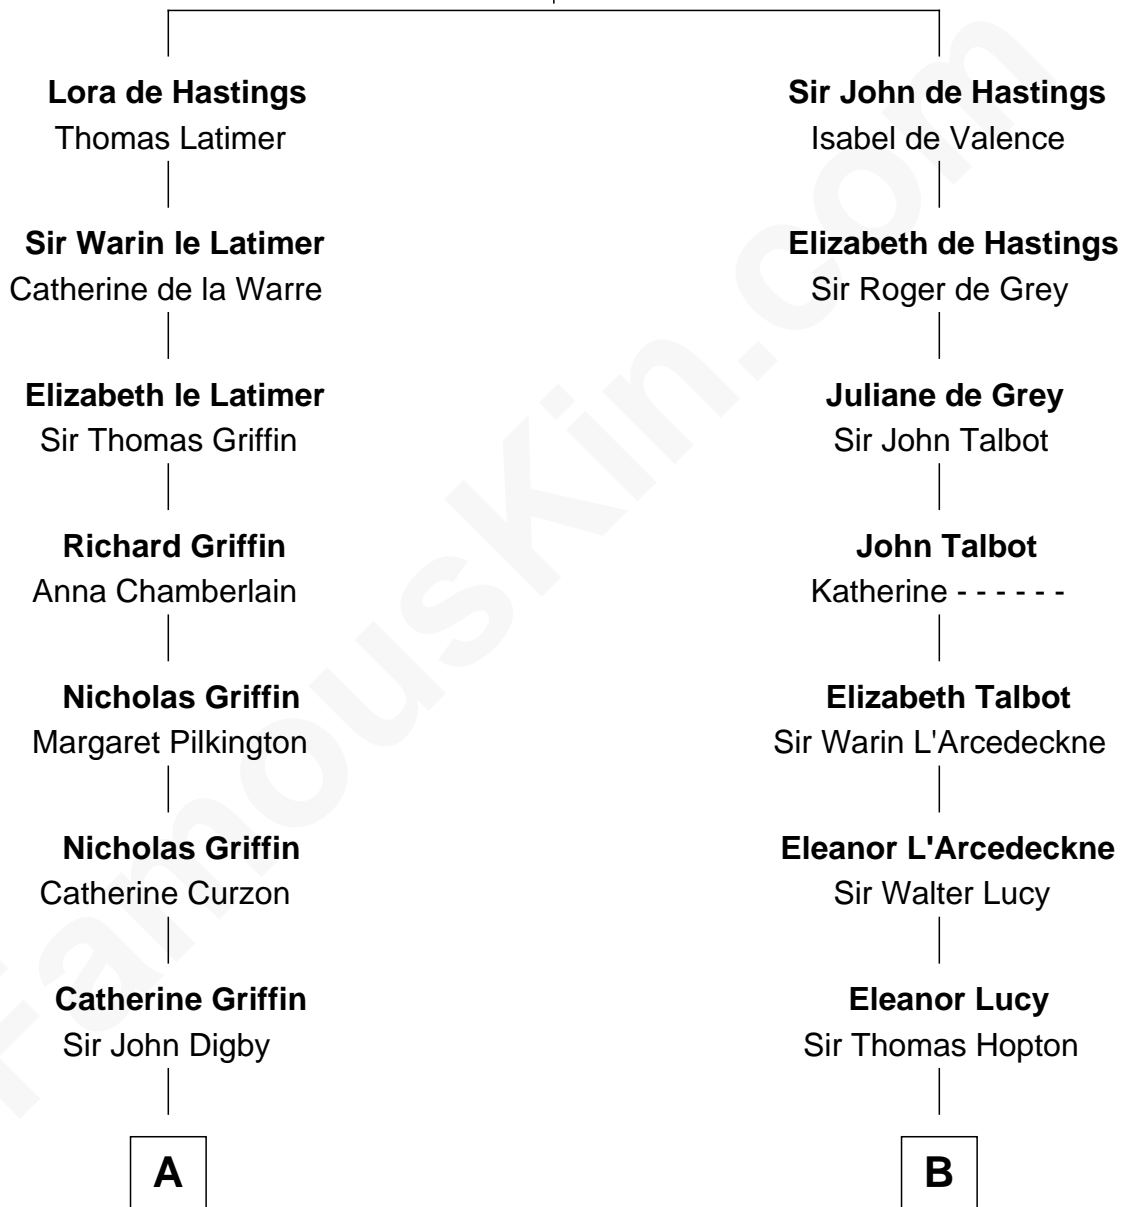 Lora de Hastings
Thomas Latimer
Sir Warin le Latimer
Catherine de la Warre
Elizabeth le Latimer
Sir Thomas Griffin
Richard Griffin
Anna Chamberlain
Nicholas Griffin
Margaret Pilkington
Nicholas Griffin
Catherine Curzon
Catherine Griffin
Sir John Digby
A
Sir John de Hastings
Isabel de Valence
Elizabeth de Hastings
Sir Roger de Grey
Juliane de Grey
Sir John Talbot
John Talbot
Katherine - - - - - -
Elizabeth Talbot
Sir Warin L'Arcedeckne
Eleanor L'Arcedeckne
Sir Walter Lucy
Eleanor Lucy
Sir Thomas Hopton
B
FamousKin.com